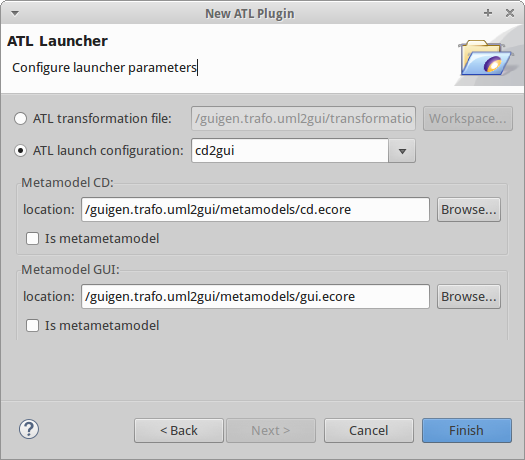 New ATL Plugin
ATL Launcher
Configure launcher parameters
ATL transformation file: /guigen.trafo.uml2gui/transformatio Workspace...
ATL launch configuration: cd2gui
Metamodel CD:
location: /guigen.trafo.uml2gui/metamodels/cd.ecore Browse...
Is metametamodel
Metamodel GUI:
location: /guigen.trafo.uml2gui/metamodels/gui.ecore Browse...
Is metametamodel
? < Back Next > Cancel Finish